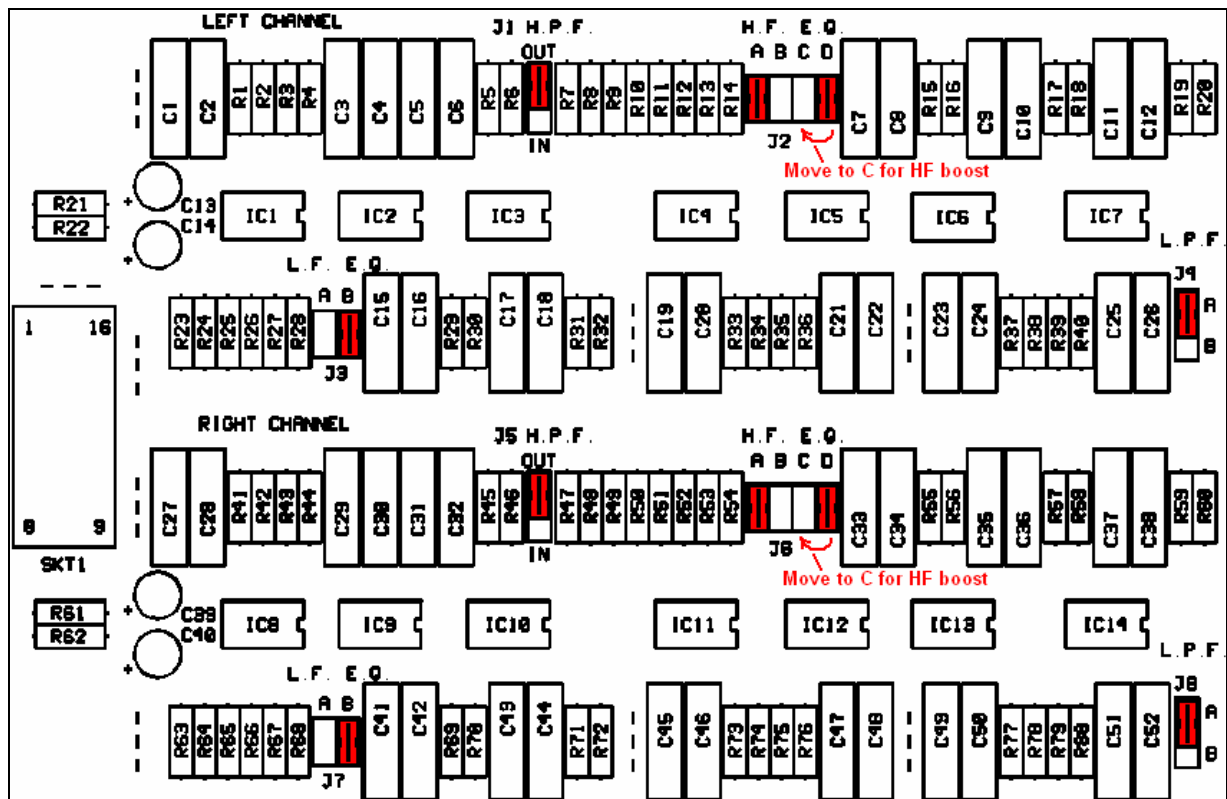 LEFT CHANNEL
J1 H.P.F.
OUT
H.F. E.Q.
A B C D
C1 C2 R1 R2 R3 R4 C3 C4 C5 C6 R5 R6 R7 R8 R9 R10 R11 R12 R13 R14 C7 C8 R15 R16 C9 C10 R17 R18 C11 C12 R19 R20
IN
J2
Move to C for HF boost
R21
R22
+
C13
C14
+
IC1 IC2 IC3 IC4 IC5 IC6 IC7
L.P.F.
J4
A
B
L.F. E.Q.
A B
R23 R24 R25 R26 R27 R28 C15 C16 R29 R30 C17 C18 R31 R32 C19 C20 R33 R34 R35 R36 C21 C22 C23 C24 R37 R38 R39 R40 C25 C26
J3
1 16
8 9
SKT1
RIGHT CHANNEL
J5 H.P.F.
OUT
H.F. E.Q.
A B C D
C27 C28 R41 R42 R43 R44 C29 C30 C31 C32 R45 R46 R47 R48 R49 R50 R51 R52 R53 R54 C33 C34 R55 R56 C35 C36 R57 R58 C37 C38 R59 R60
IN
J6
Move to C for HF boost
R61
R62
+
C39
C40
+
IC8 IC9 IC10 IC11 IC12 IC13 IC14
L.P.F.
J8
A
B
L.F. E.Q.
A B
R63 R64 R65 R66 R67 R68 C41 C42 R69 R70 C43 C44 R71 R72 C45 C46 R73 R74 R75 R76 C47 C48 C49 C50 R77 R78 R79 R80 C51 C52
J7